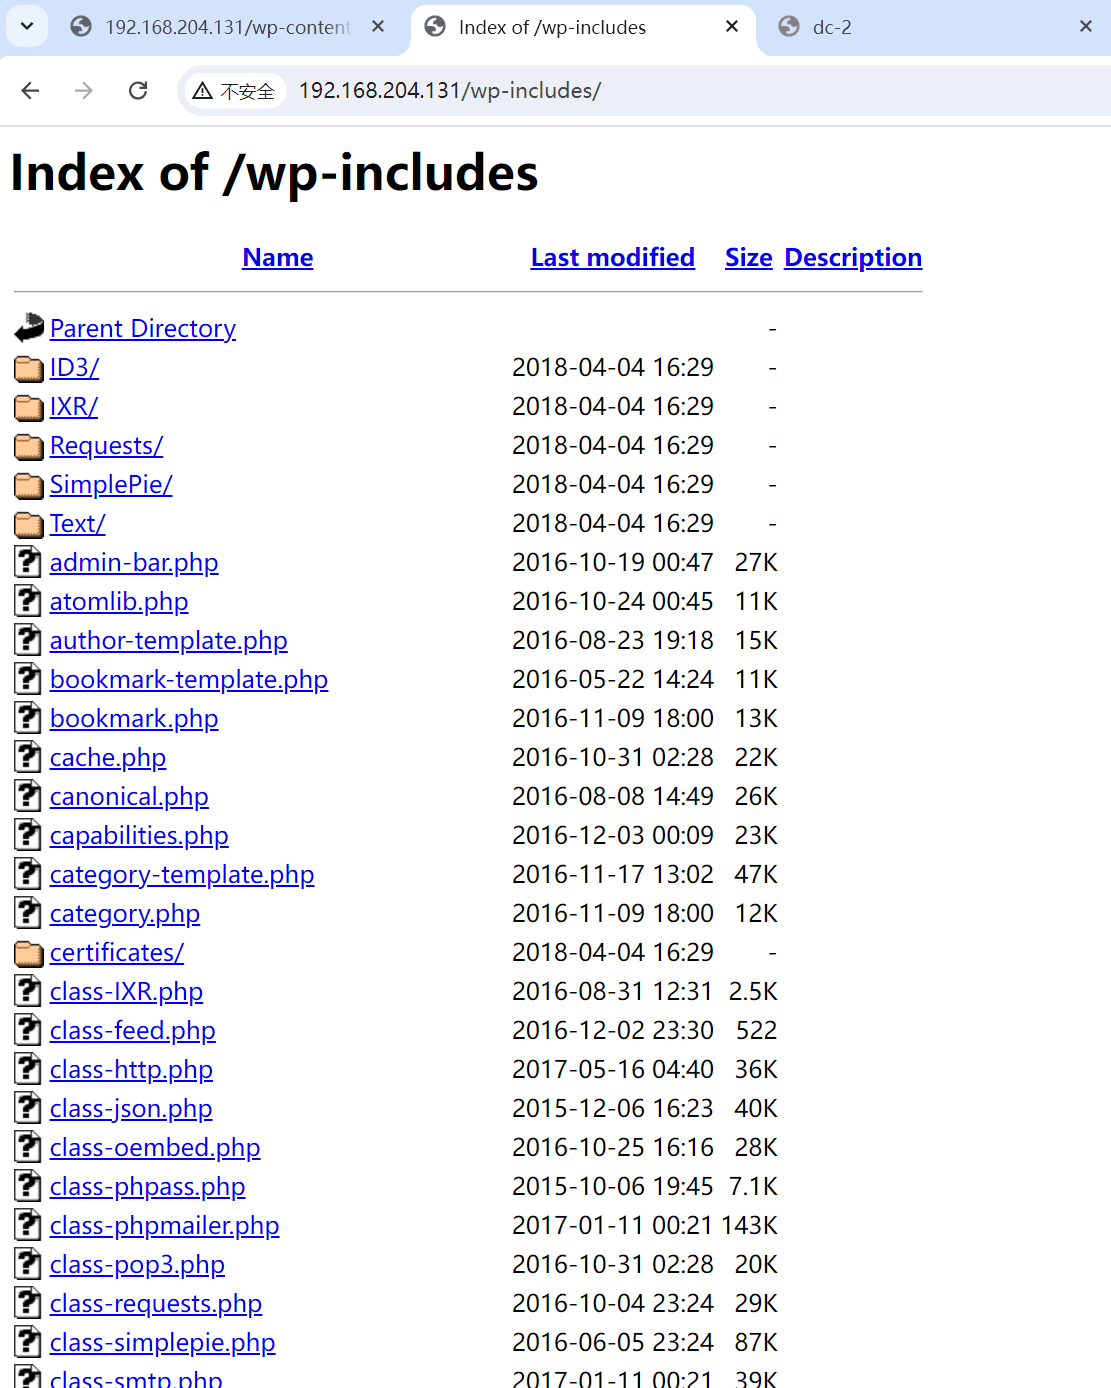 192.168.204.131/wp-content
Index of /wp-includes
dc-2
不安全 192.168.204.131/wp-includes/
Index of /wp-includes
Name Last modified Size Description
Parent Directory -
ID3/ 2018-04-04 16:29 -
IXR/ 2018-04-04 16:29 -
Requests/ 2018-04-04 16:29 -
SimplePie/ 2018-04-04 16:29 -
Text/ 2018-04-04 16:29 -
admin-bar.php 2016-10-19 00:47 27K
atomlib.php 2016-10-24 00:45 11K
author-template.php 2016-08-23 19:18 15K
bookmark-template.php 2016-05-22 14:24 11K
bookmark.php 2016-11-09 18:00 13K
cache.php 2016-10-31 02:28 22K
canonical.php 2016-08-08 14:49 26K
capabilities.php 2016-12-03 00:09 23K
category-template.php 2016-11-17 13:02 47K
category.php 2016-11-09 18:00 12K
certificates/ 2018-04-04 16:29 -
class-IXR.php 2016-08-31 12:31 2.5K
class-feed.php 2016-12-02 23:30 522
class-http.php 2017-05-16 04:40 36K
class-json.php 2015-12-06 16:23 40K
class-oembed.php 2016-10-25 16:16 28K
class-phpass.php 2015-10-06 19:45 7.1K
class-phpmailer.php 2017-01-11 00:21 143K
class-pop3.php 2016-10-31 02:28 20K
class-requests.php 2016-10-04 23:24 29K
class-simplepie.php 2016-06-05 23:24 87K
class-smtp.php 2017-01-11 00:21 39K